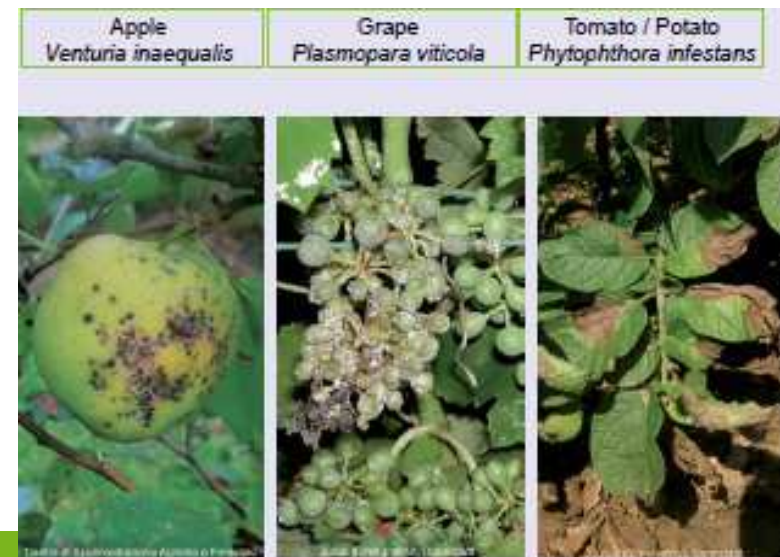 Apple
Venturia inaequalis
Grape
Plasmopara viticola
Tomato / Potato
Phytophthora infestans